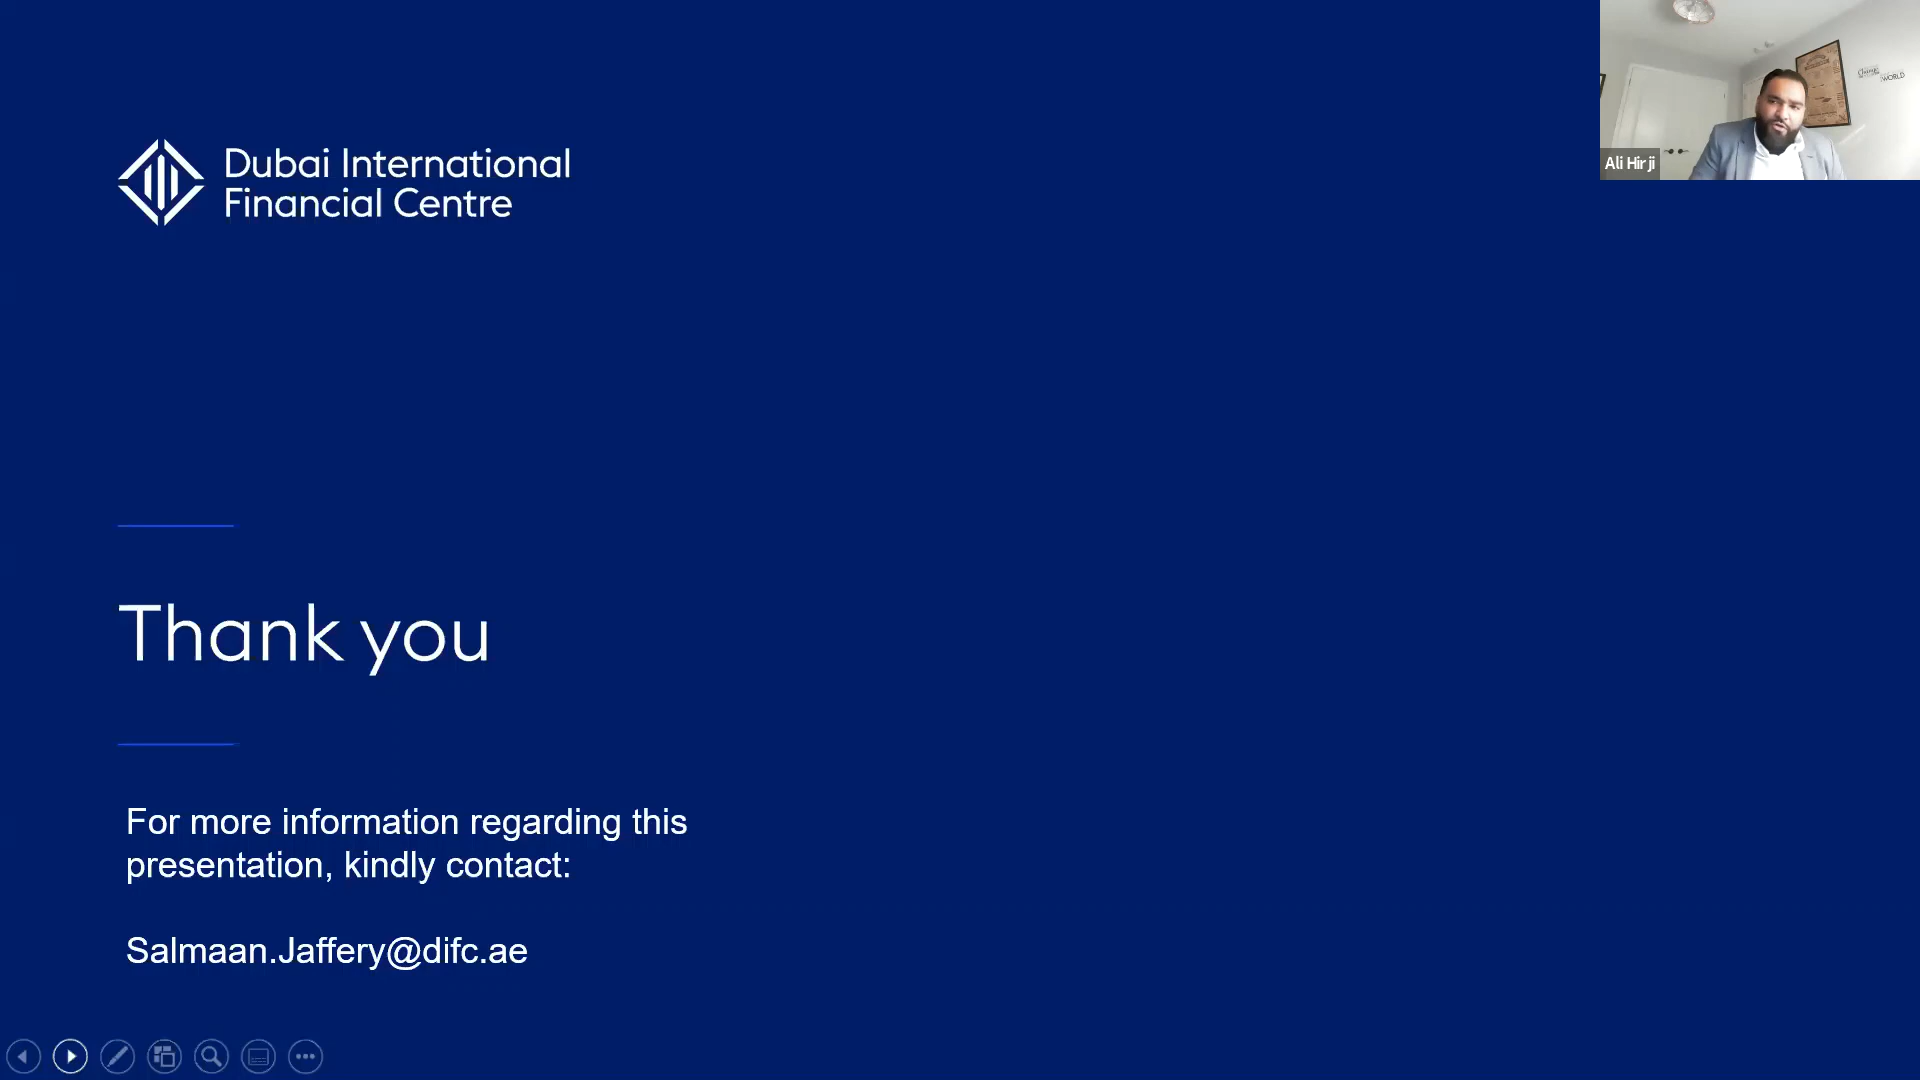 Dubai International
Financial Centre
Ali Hirji
WORLD
Thank you
For more information regarding this
presentation, kindly contact:
Salmaan.Jaffery@difc.ae